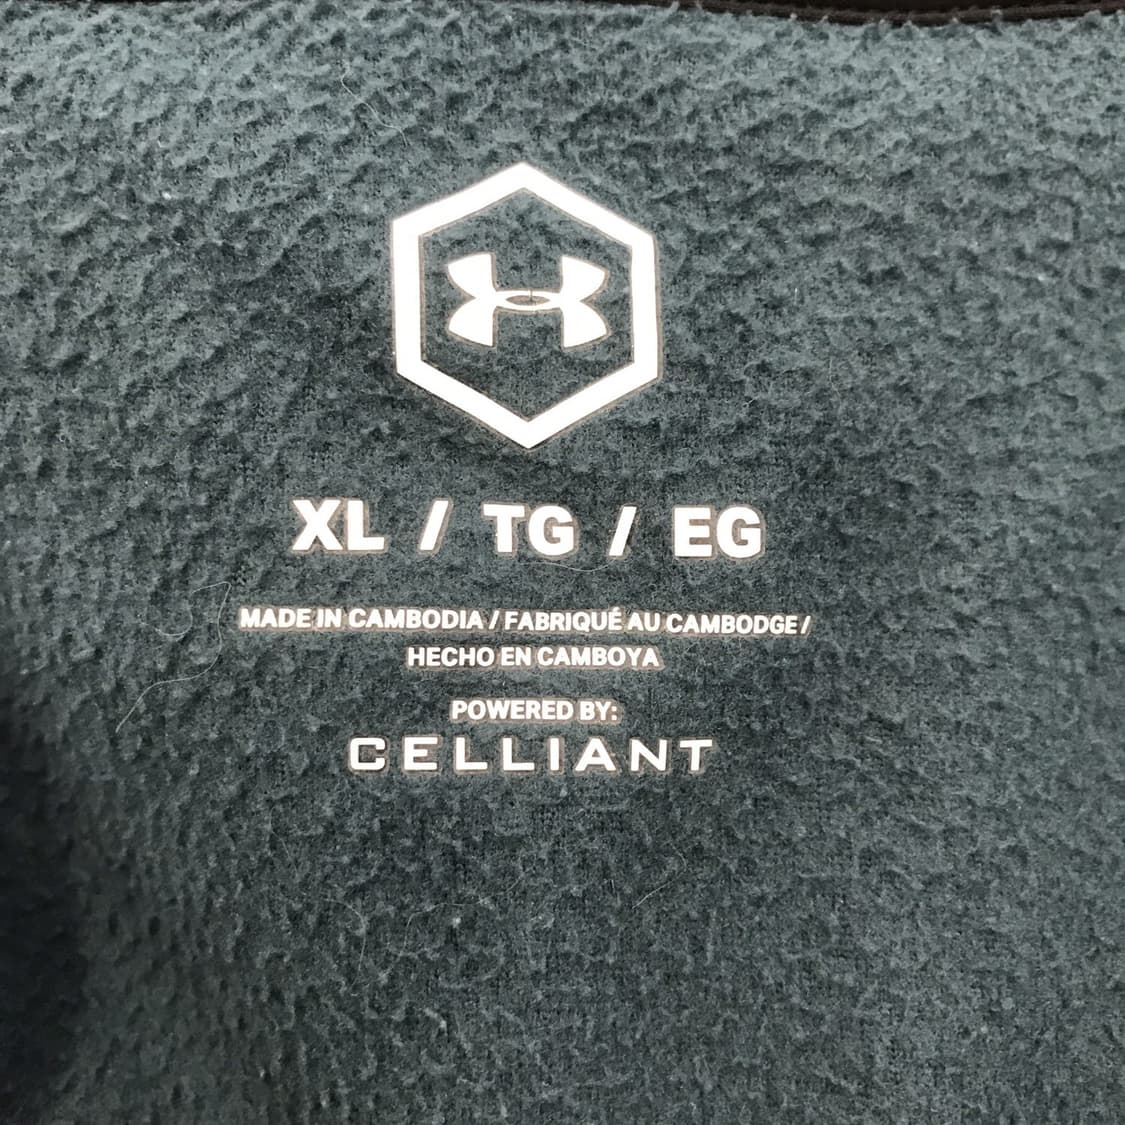 XL / TG / EG
MADE IN CAMBODIA / FABRIQUÉ AU CAMBODGE /
HECHO EN CAMBOYA
POWERED BY:
CELLIANT